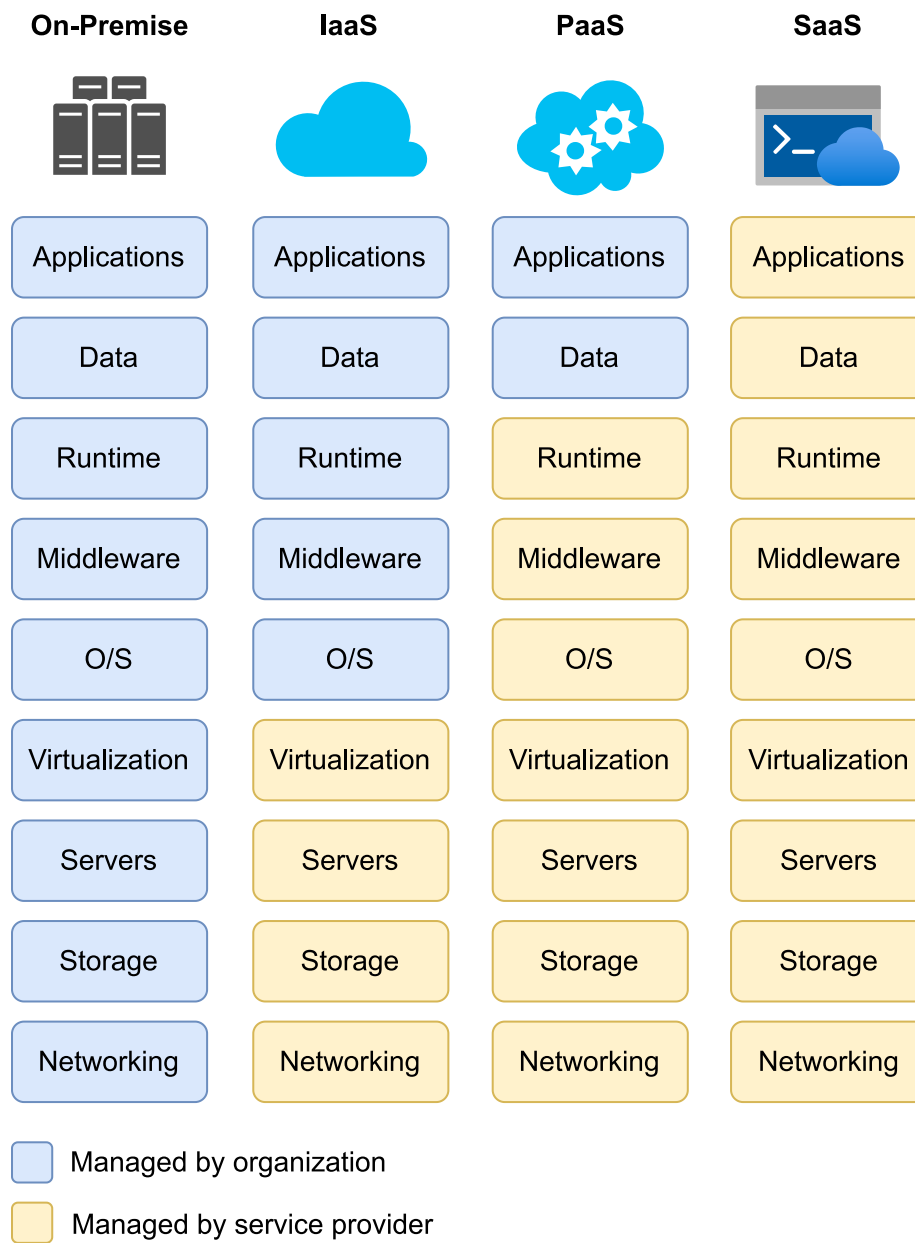 On-Premise IaaS PaaS SaaS
>_
Applications Applications Applications Applications
Data Data Data Data
Runtime Runtime Runtime Runtime
Middleware Middleware Middleware Middleware
O/S O/S O/S O/S
Virtualization Virtualization Virtualization Virtualization
Servers Servers Servers Servers
Storage Storage Storage Storage
Networking Networking Networking Networking
Managed by organization
Managed by service provider